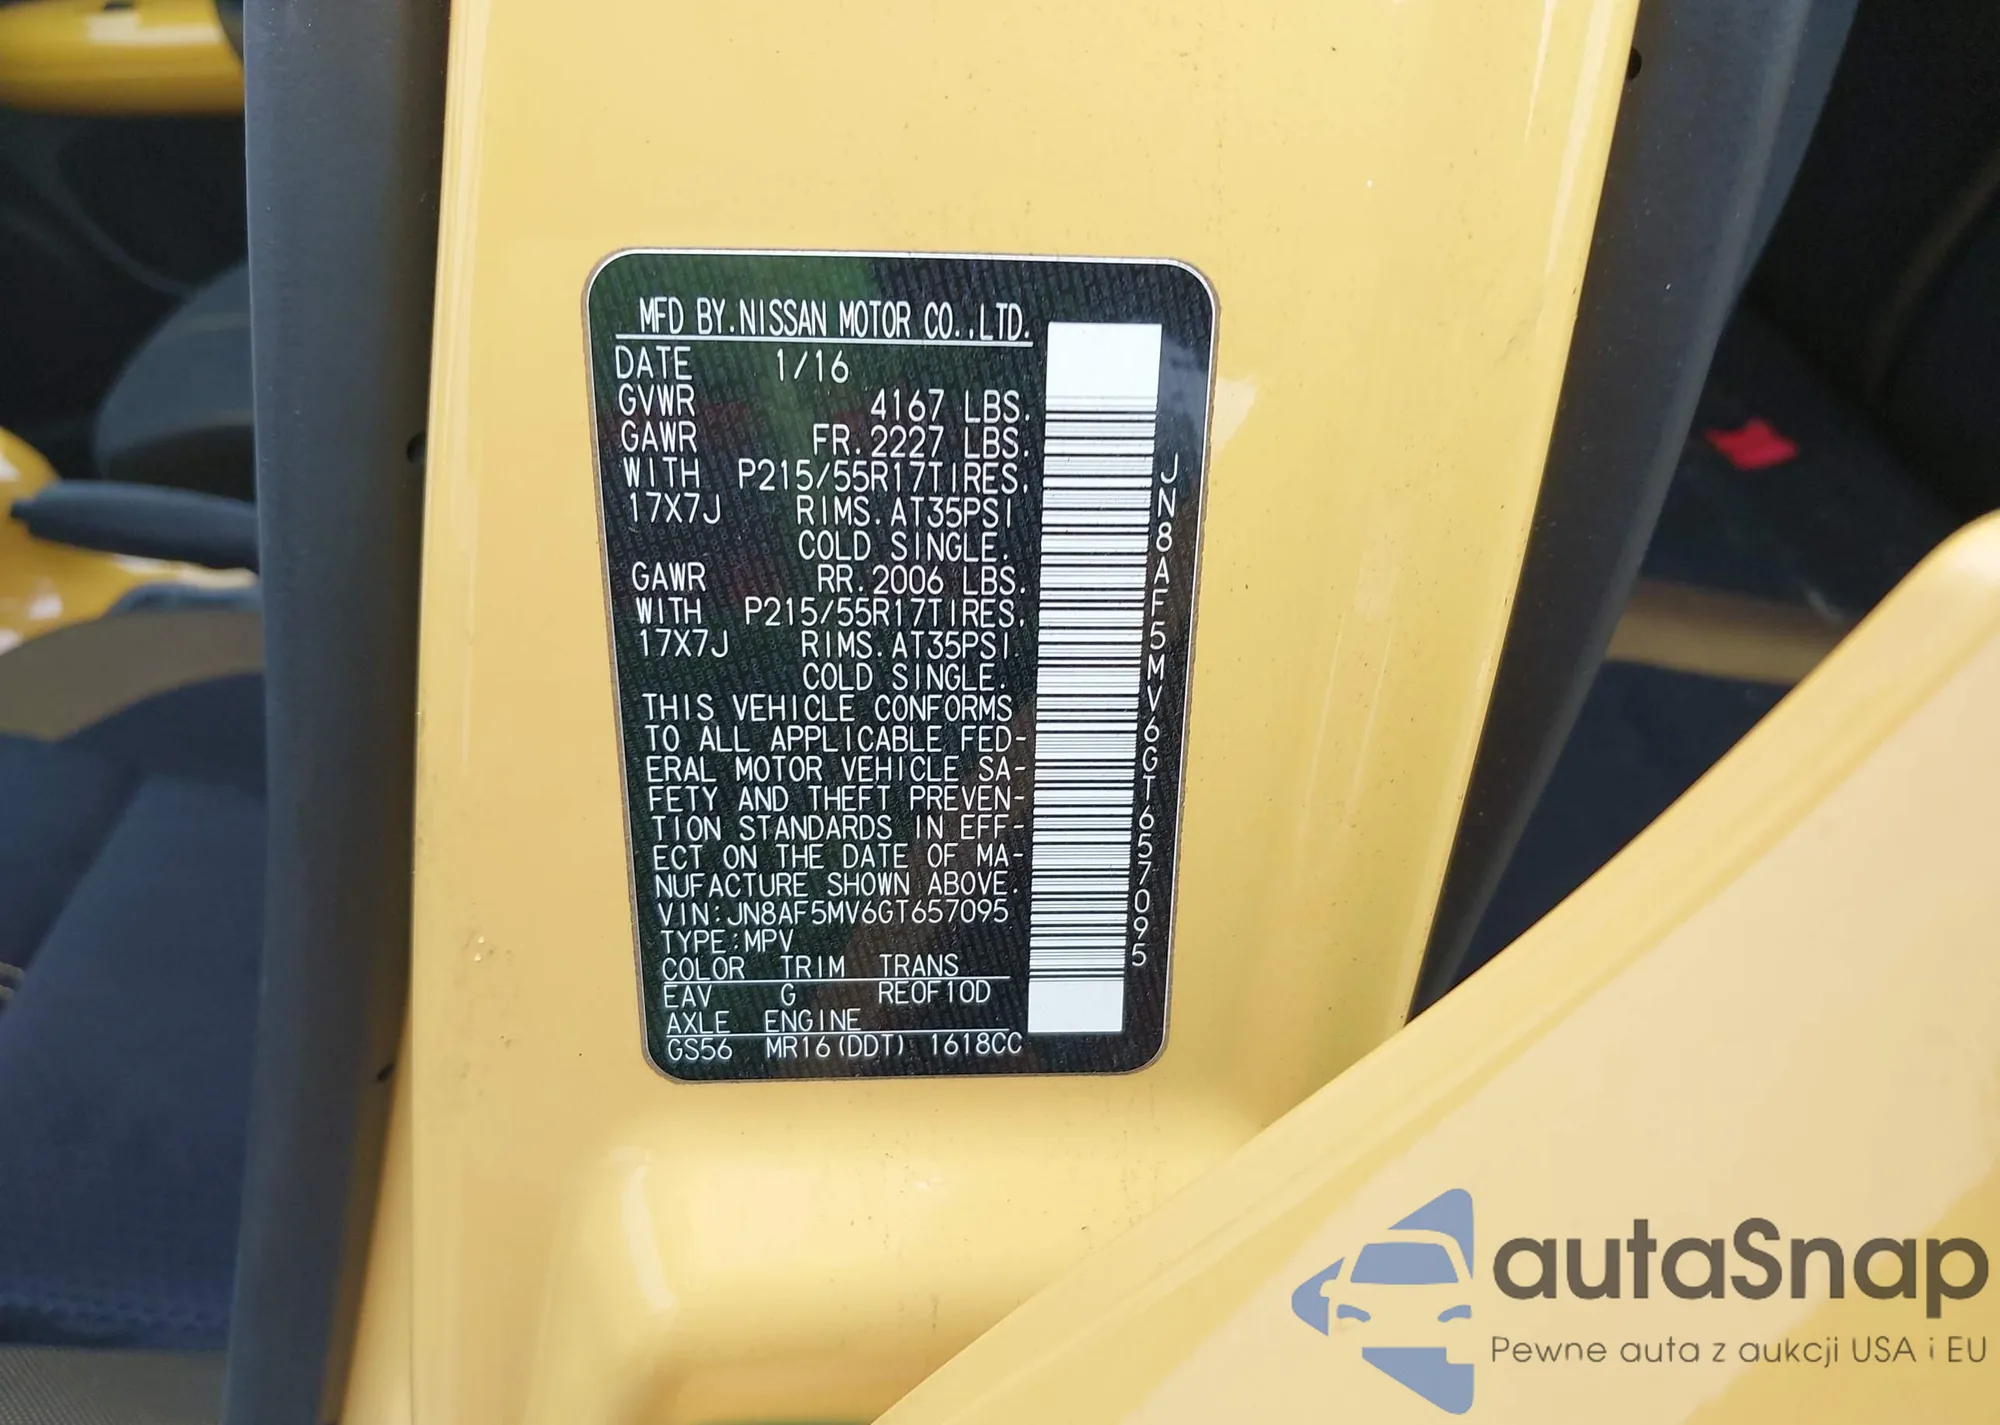 MFD BY.NISSAN MOTOR CO.,LTD.
DATE 1/16
GVWR 4167 LBS.
GAWR FR.2227 LBS.
WITH P215/55R17TIRES.
17X7J RIMS.AT35PSI
COLD SINGLE.
GAWR RR.2006 LBS.
WITH P215/55R17TIRES.
17X7J RIMS.AT35PSI.
COLD SINGLE.
THIS VEHICLE CONFORMS
TO ALL APPLICABLE FED-
ERAL MOTOR VEHICLE SA-
FETY AND THEFT PREVEN-
TION STANDARDS IN EFF-
ECT ON THE DATE OF MA-
NUFACTURE SHOWN ABOVE.
VIN:JN8AF5MV6GT657095
TYPE:MPV
COLOR TRIM TRANS
EAV G RE0F10D
AXLE ENGINE
GS56 MR16(DDT) 1618CC
JN8AF5MV6GT657095
autaSnap
Pewne auta z aukcji USA i EU